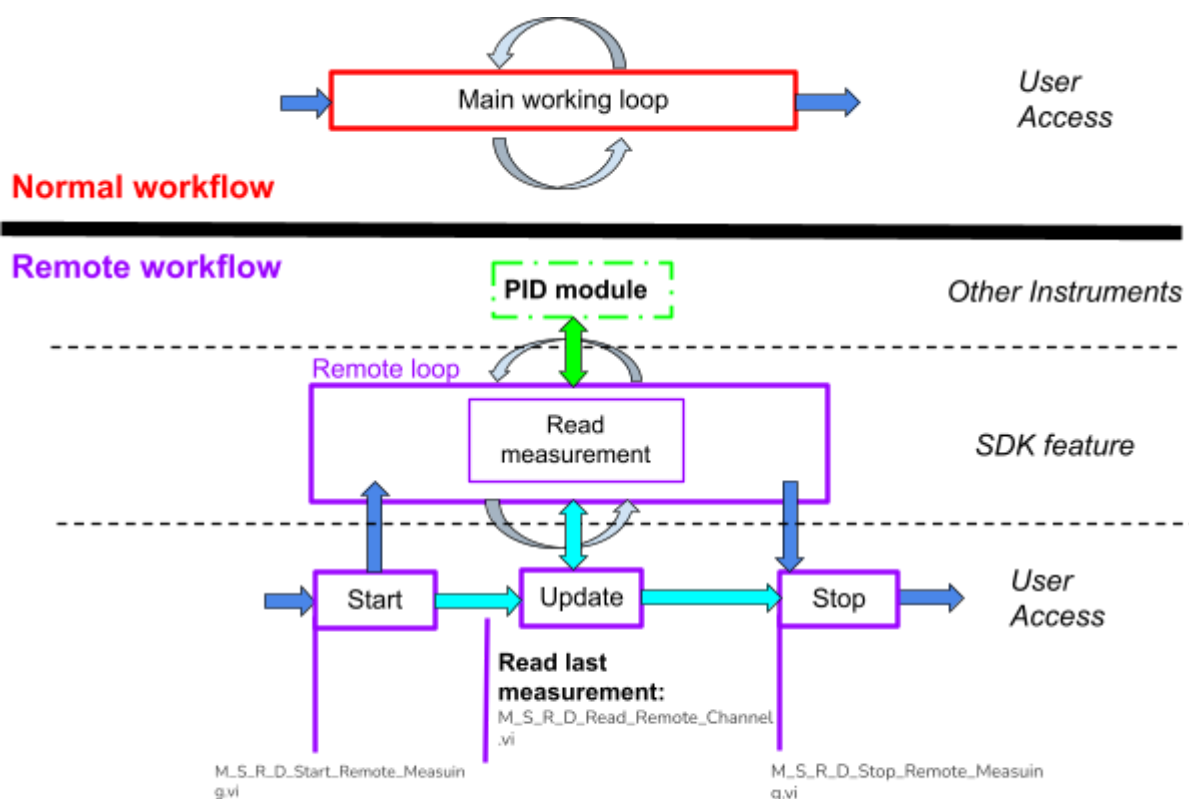 Main working loop
User
Access
Normal workflow
Remote workflow
PID module
Other Instruments
Remote loop
Read
measurement
SDK feature
Start
Update
Stop
User
Access
Read last
measurement:
M_S_R_D_Read_Remote_Channel
.vi
M_S_R_D_Start_Remote_Measuin
g.vi
M_S_R_D_Stop_Remote_Measuin
g.vi